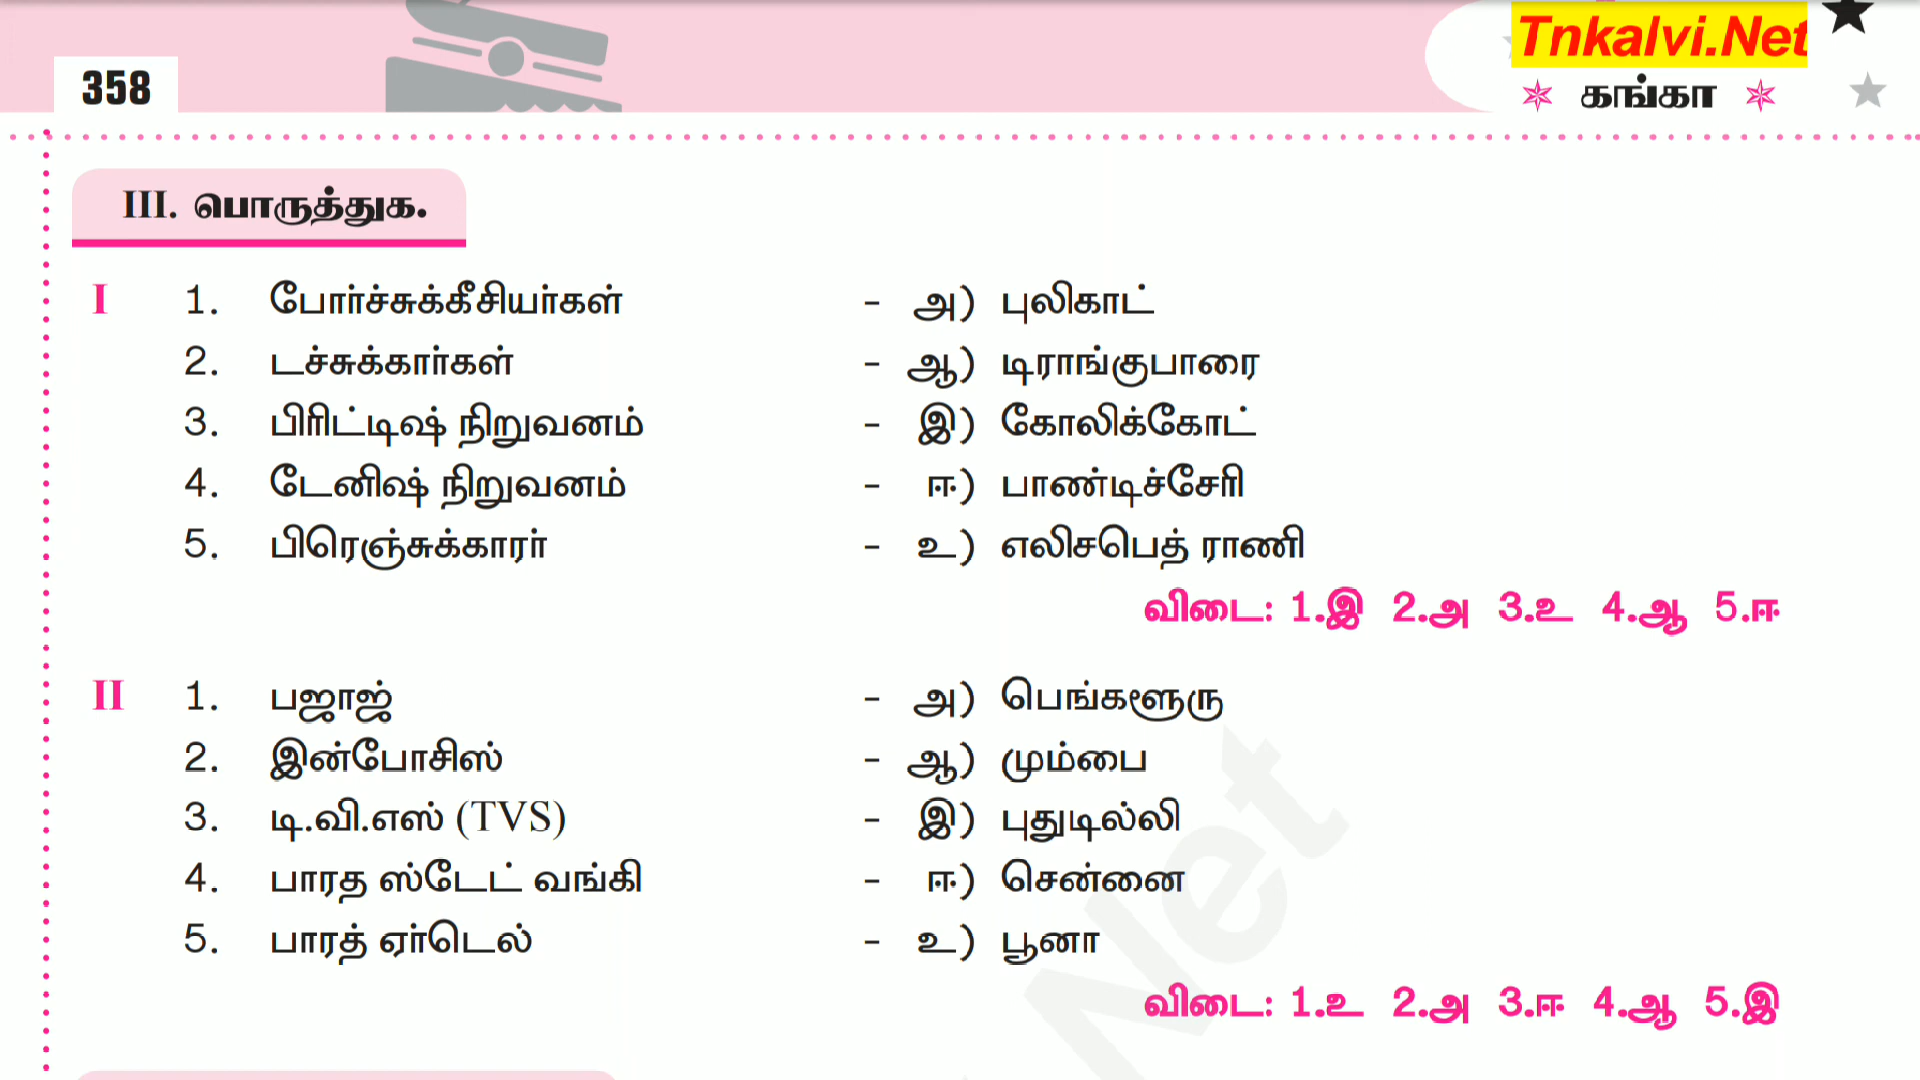 Tnkalvi.Net
358
கங்கா
III. பொருத்துக.
I 1. போர்ச்சுக்கீசியர்கள் - அ) புலிகாட்
2. டச்சுக்கார்கள் - ஆ) டிராங்குபாரை
3. பிரிட்டிஷ் நிறுவனம் - இ) கோலிக்கோட்
4. டேனிஷ் நிறுவனம் - ஈ) பாண்டிச்சேரி
5. பிரெஞ்சுக்காரர் - உ) எலிசபெத் ராணி
விடை: 1.இ 2.அ 3.உ 4.ஆ 5.ஈ
II 1. பஜாஜ் - அ) பெங்களூரு
2. இன்போசிஸ் - ஆ) மும்பை
3. டி.வி.எஸ் (TVS) - இ) புதுடில்லி
4. பாரத ஸ்டேட் வங்கி - ஈ) சென்னை
5. பாரத் ஏர்டெல் - உ) பூனா
விடை: 1.உ 2.அ 3.ஈ 4.ஆ 5.இ
Net